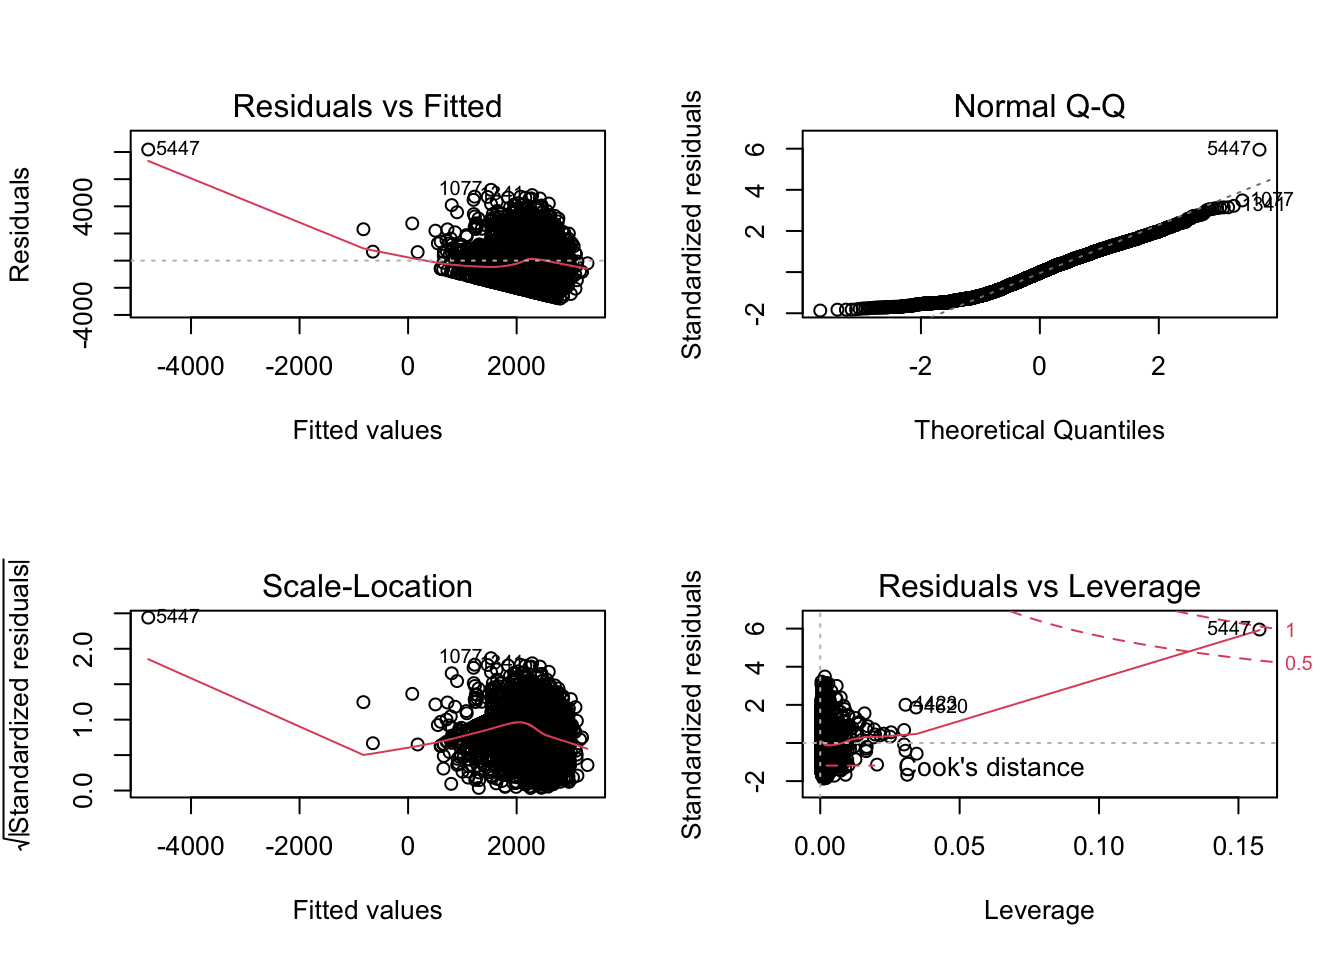 Residuals vs Fitted
Residuals
4000
-4000
5447
1077
-4000 -2000 0 2000
Fitted values
Normal Q-Q
Standardized residuals
6
4
2
-2
5447
1077
1341
-2 0 2
Theoretical Quantiles
Scale-Location
√|Standardized residuals|
2.0
1.0
0.0
5447
1077
-4000 -2000 0 2000
Fitted values
Residuals vs Leverage
Standardized residuals
6
4
2
-2
5447
1
0.5
Cook's distance
0.00 0.05 0.10 0.15
Leverage